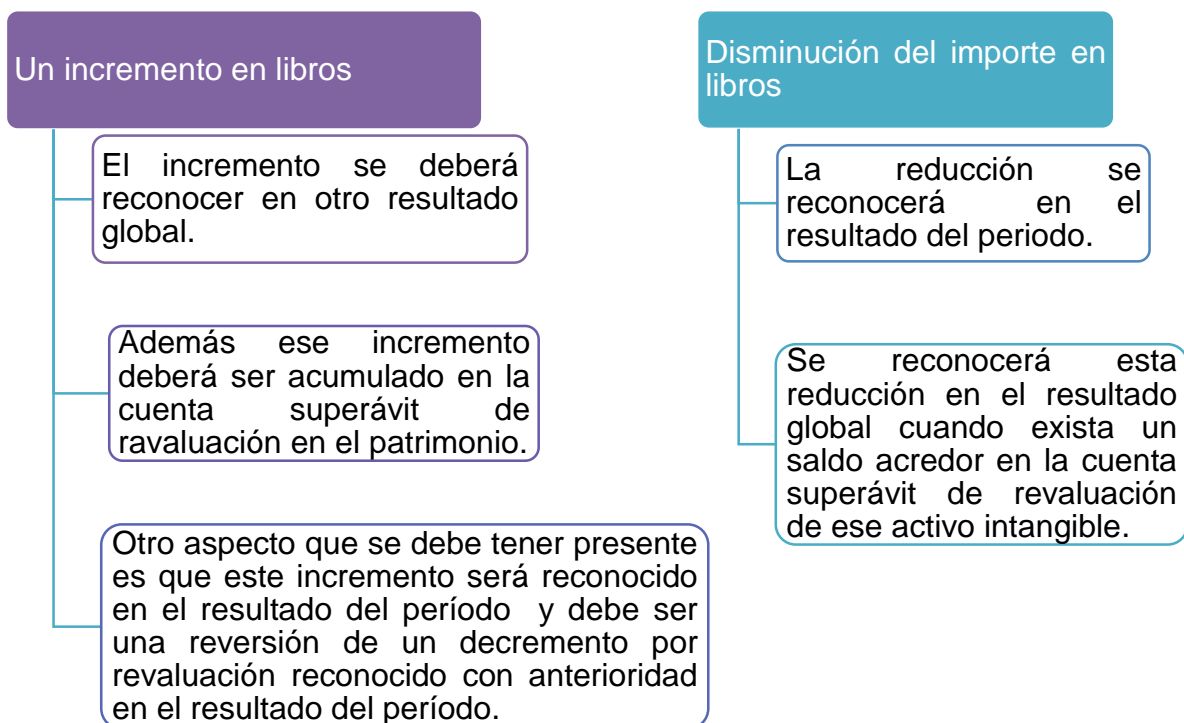 Un incremento en libros
El incremento se deberá
reconocer en otro resultado
global.
Además ese incremento
deberá ser acumulado en la
cuenta superávit de
ravaluación en el patrimonio.
Otro aspecto que se debe tener presente
es que este incremento será reconocido
en el resultado del período y debe ser
una reversión de un decremento por
revaluación reconocido con anterioridad
en el resultado del período.
Disminución del importe en
libros
La reducción se
reconocerá en el
resultado del periodo.
Se reconocerá esta
reducción en el resultado
global cuando exista un
saldo acredor en la cuenta
superávit de revaluación
de ese activo intangible.